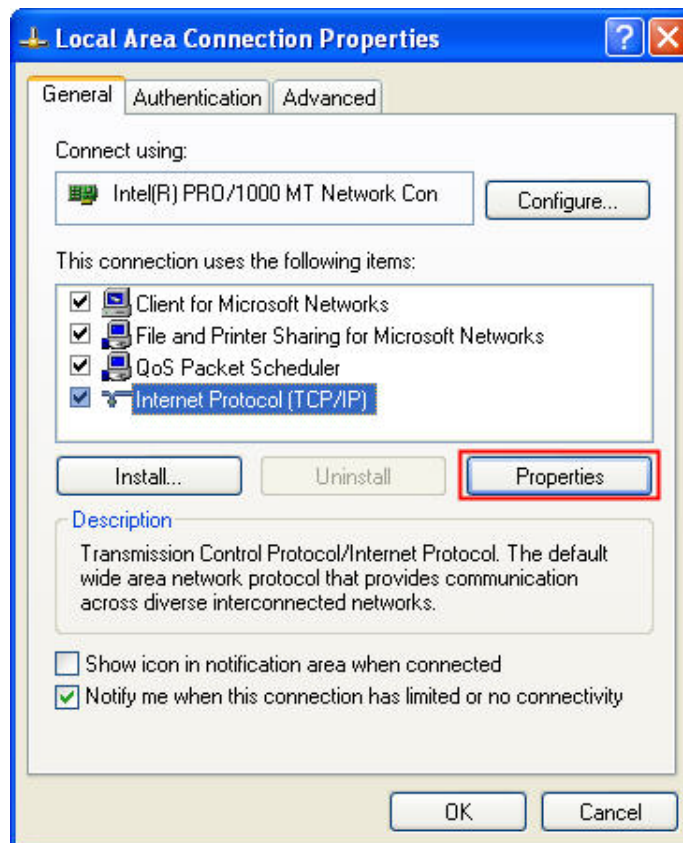 Local Area Connection Properties
General Authentication Advanced
Connect using:
Intel(R) PRO/1000 MT Network Con
Configure...
This connection uses the following items:
Client for Microsoft Networks
File and Printer Sharing for Microsoft Networks
QoS Packet Scheduler
Internet Protocol (TCP/IP)
Install... Uninstall Properties
Description
Transmission Control Protocol/Internet Protocol. The default
wide area network protocol that provides communication
across diverse interconnected networks.
Show icon in notification area when connected
Notify me when this connection has limited or no connectivity
OK Cancel